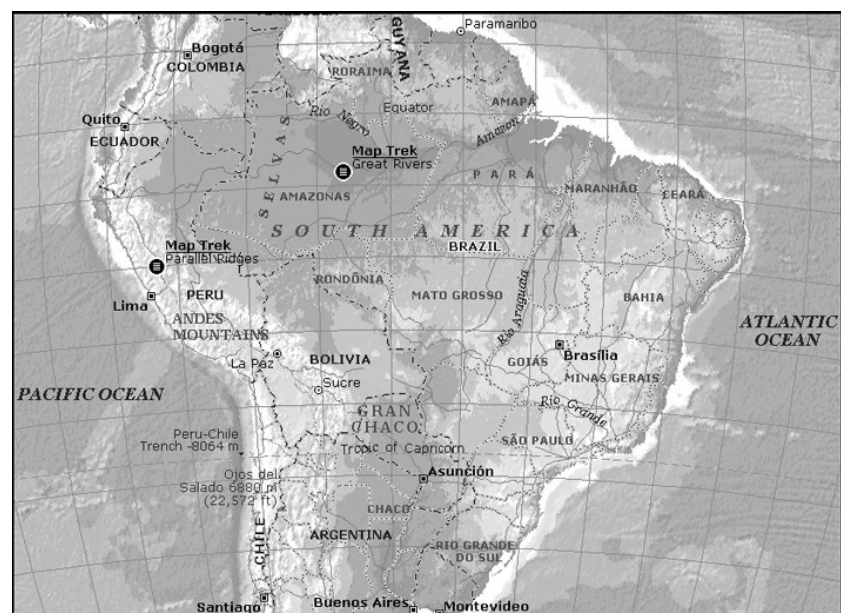 Paramaribo
Bogotá
COLOMBIA
GUYANA
RORAIMA
Equator
AMAPÁ
Rio Negro
Quito
ECUADOR
Amazon
SELVAS
Map Trek
Great Rivers
PARÁ
AMAZONAS
MARANHÃO
CEARÁ
SOUTH AMERICA
BRAZIL
Map Trek
Parallel Ridges
RONDÔNIA
MATO GROSSO
Rio Araguaia
BAHIA
Lima
PERU
ANDES
MOUNTAINS
ATLANTIC
OCEAN
La Paz
BOLIVIA
GOIÁS
Brasília
MINAS GERAIS
Sucre
PACIFIC OCEAN
GRAN
CHACO
Rio Grande
Peru-Chile
Trench -8064 m
Tropic of Capricorn
SÃO PAULO
Ojos del
Salado 6880 m
(22,572 ft)
Asunción
CHACO
CHILE
ARGENTINA
RIO GRANDE
DO SUL
Santiago
Buenos Aires
Montevideo